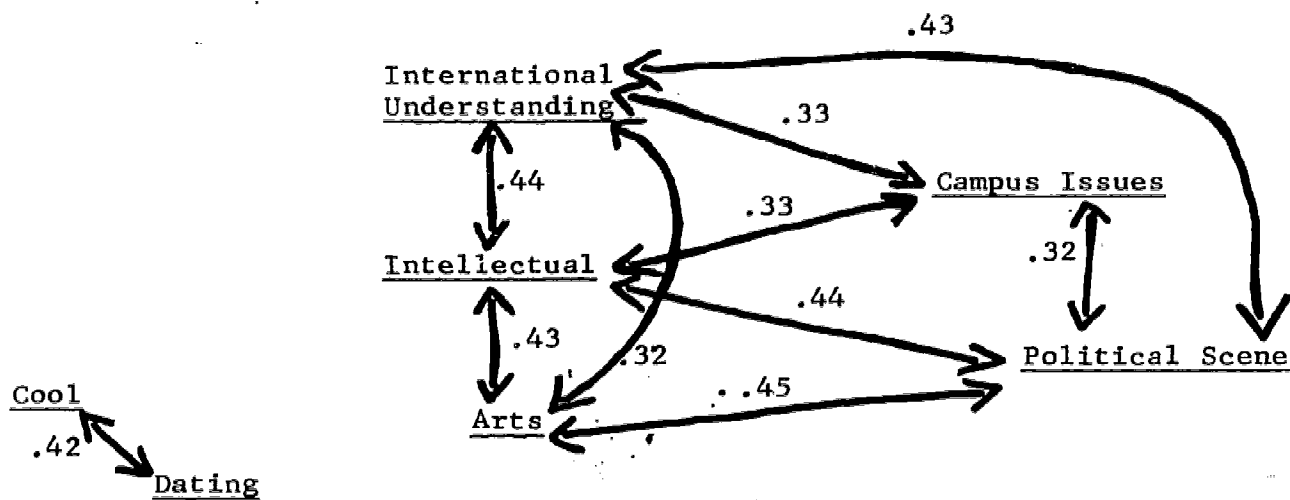 .43
International
Understanding
.33
Campus Issues
.44
.33
.32
Intellectual
.44
.43
.32
Political Scene
.45
Cool
Arts
.42
Dating